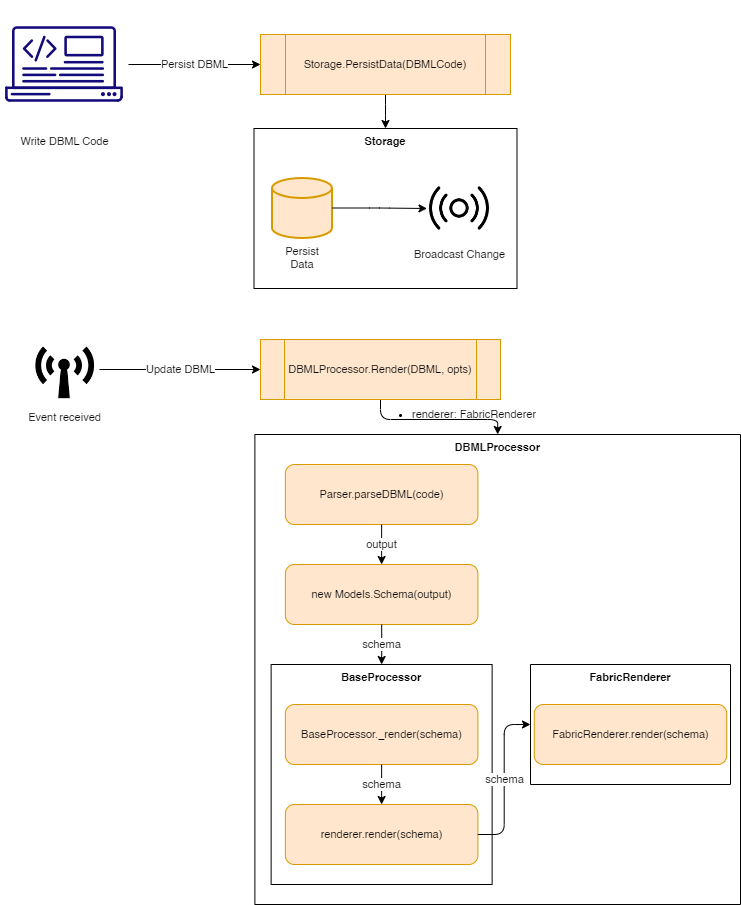 Persist DBML
Storage.PersistData(DBMLCode)
Write DBML Code
Storage
Persist
Data
Broadcast Change
Event received
Update DBML
DBMLProcessor.Render(DBML, opts)
• renderer: FabricRenderer
DBMLProcessor
Parser.parseDBML(code)
output
new Models.Schema(output)
schema
BaseProcessor
BaseProcessor._render(schema)
schema
renderer.render(schema)
schema
FabricRenderer
FabricRenderer.render(schema)